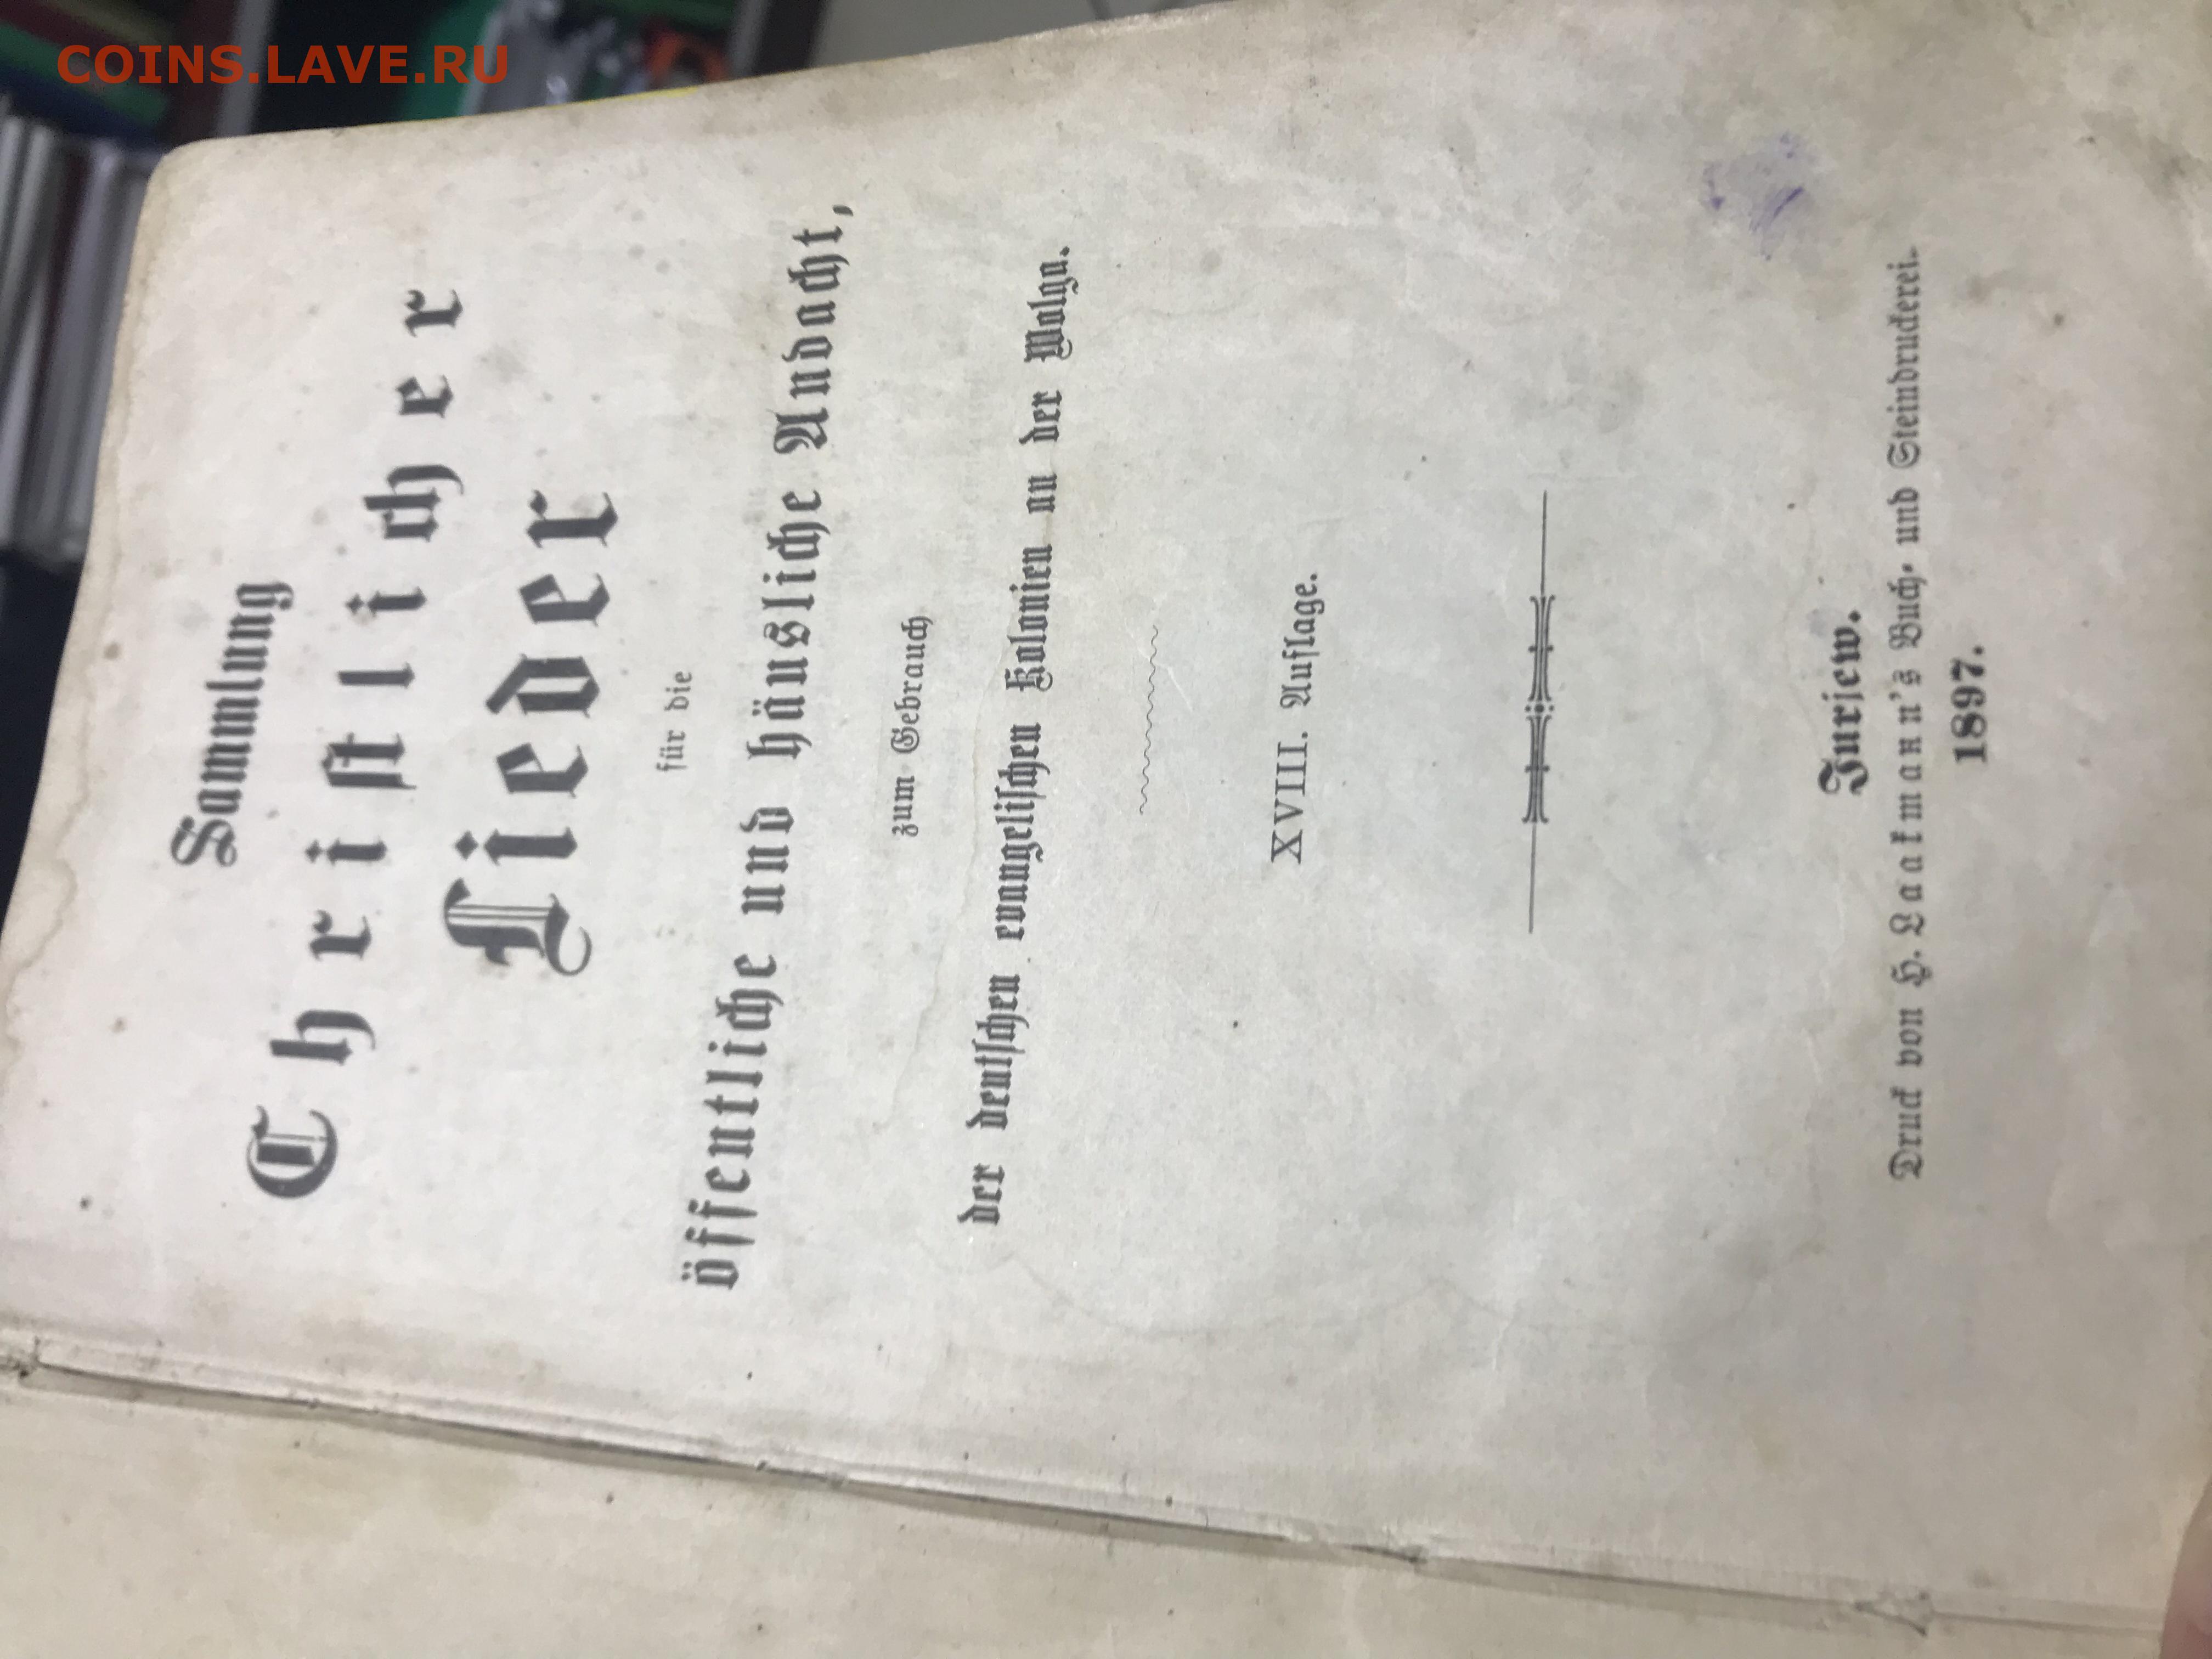 COINS.LAVE.RU
Sammlung
Christlicher
Lieder
für die
öffentliche und häusliche Andacht,
zum Gebrauch
der deutschen evangelischen Kolonien an der Wolga.
XVIII. Auflage.
Jurjew.
Druck von H. Laakmann's Buch- und Steindruckerei.
1897.